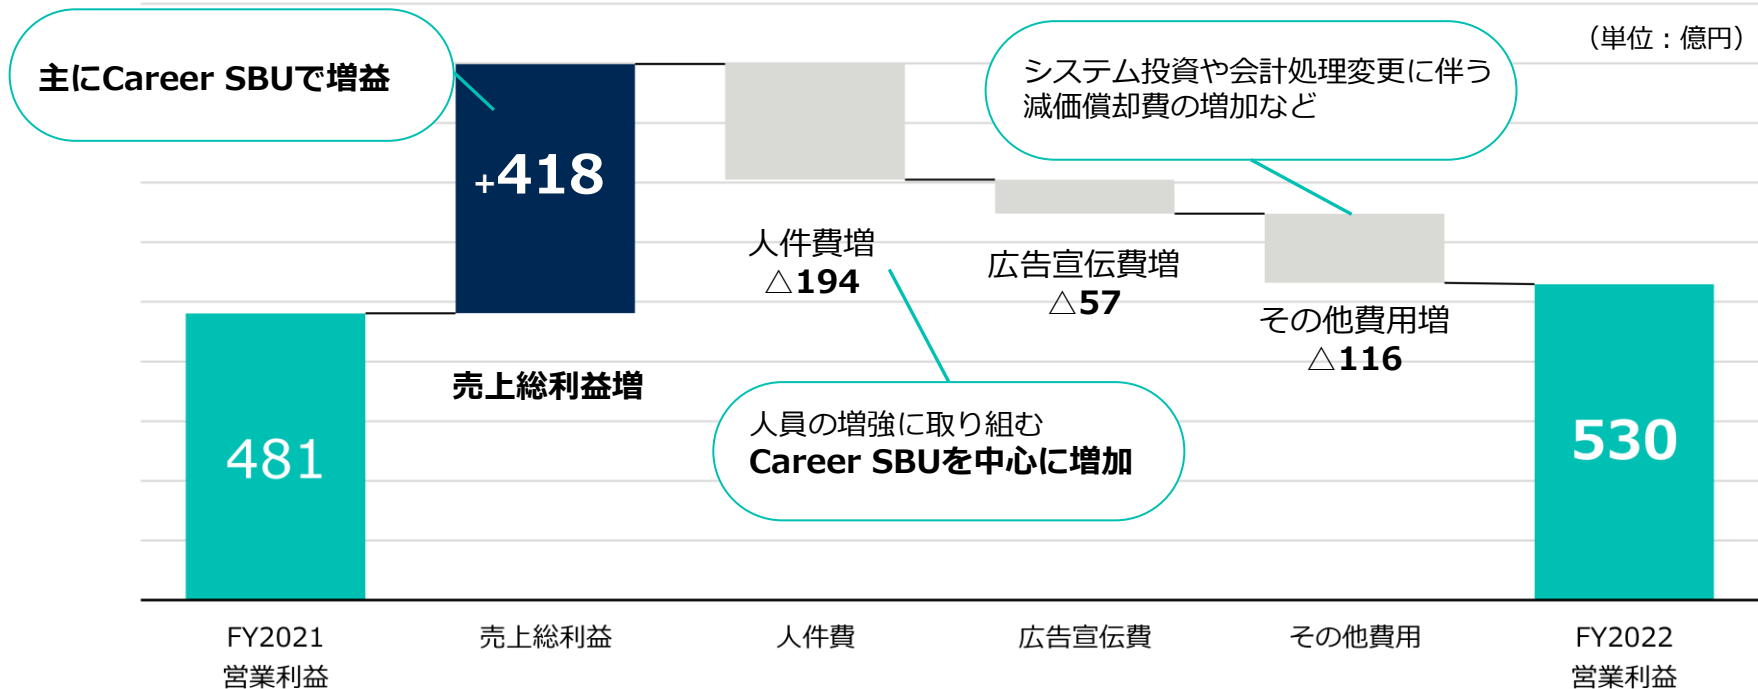 （単位：億円）
主にCareer SBUで増益
システム投資や会計処理変更に伴う
減価償却費の増加など
+418
人件費増
△194
広告宣伝費増
△57
その他費用増
△116
売上総利益増
人員の増強に取り組む
Career SBUを中心に増加
481
530
FY2021
営業利益
売上総利益
人件費
広告宣伝費
その他費用
FY2022
営業利益